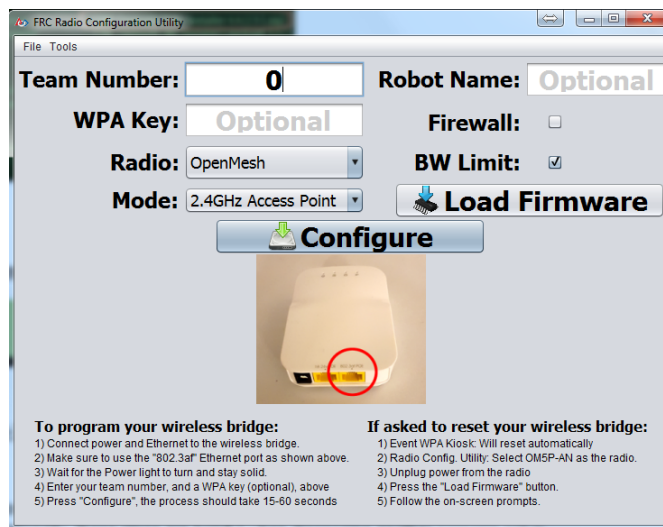 FRC Radio Configuration Utility
File Tools
Team Number: 0 Robot Name: Optional
WPA Key: Optional Firewall:
Radio: OpenMesh BW Limit:
Mode: 2.4GHz Access Point Load Firmware
Configure
To program your wireless bridge:
1) Connect power and Ethernet to the wireless bridge.
2) Make sure to use the "802.3af" Ethernet port as shown above.
3) Wait for the Power light to turn and stay solid.
4) Enter your team number, and a WPA key (optional), above
5) Press "Configure", the process should take 15-60 seconds
If asked to reset your wireless bridge:
1) Event WPA Kiosk: Will reset automatically
2) Radio Config. Utility: Select OM5P-AN as the radio.
3) Unplug power from the radio
4) Press the "Load Firmware" button.
5) Follow the on-screen prompts.